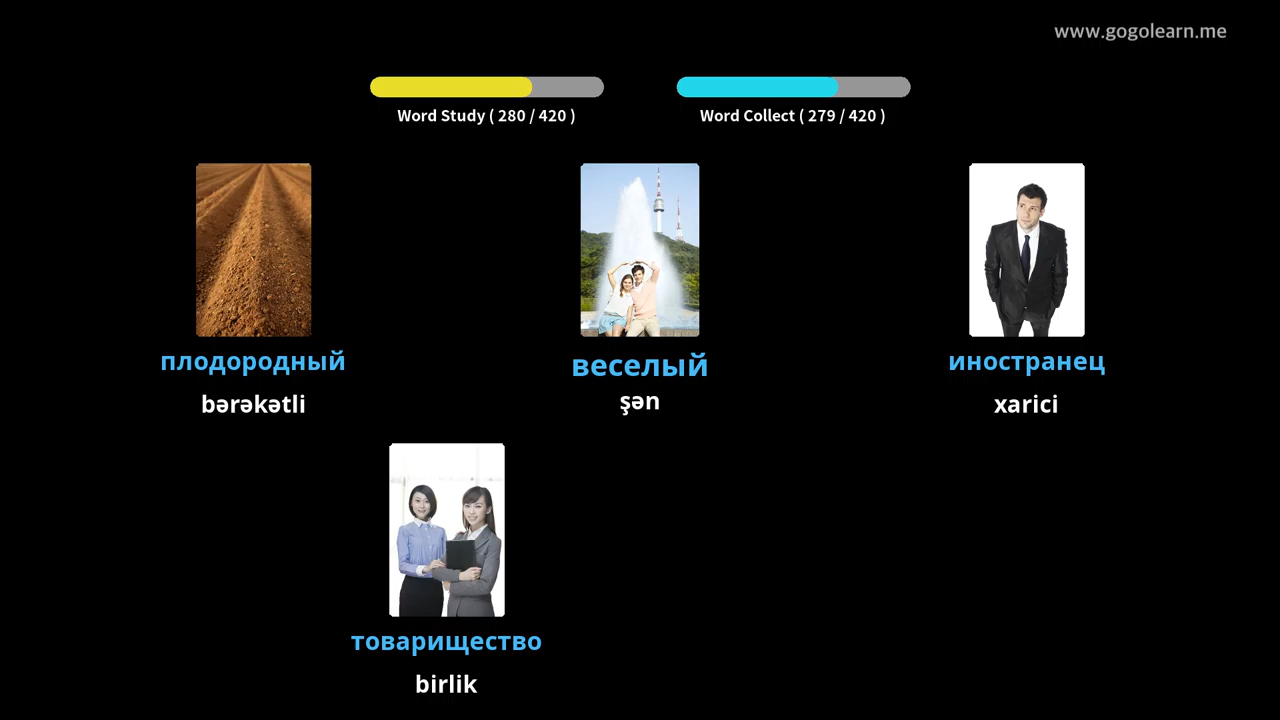 www.gogolearn.me
Word Study ( 280 / 420 )
Word Collect ( 279 / 420 )
плодородный
bərəkətli
веселый
şən
иностранец
xarici
товарищество
birlik